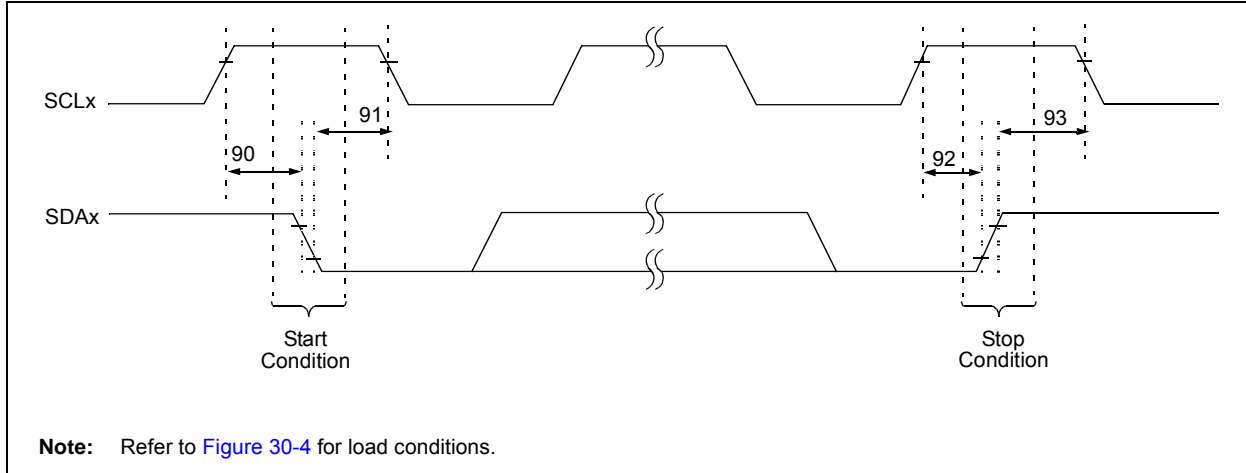 SCLx
91
93
90
92
SDAx
Start
Condition
Stop
Condition
Note: Refer to Figure 30-4 for load conditions.